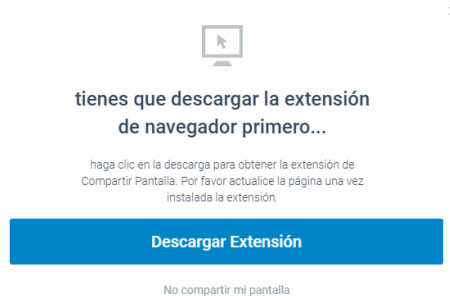 tienes que descargar la extensión
de navegador primero...
haga clic en la descarga para obtener la extensión de
Compartir Pantalla. Por favor actualice la página una vez
instalada la extensión.
Descargar Extensión
No compartir mi pantalla